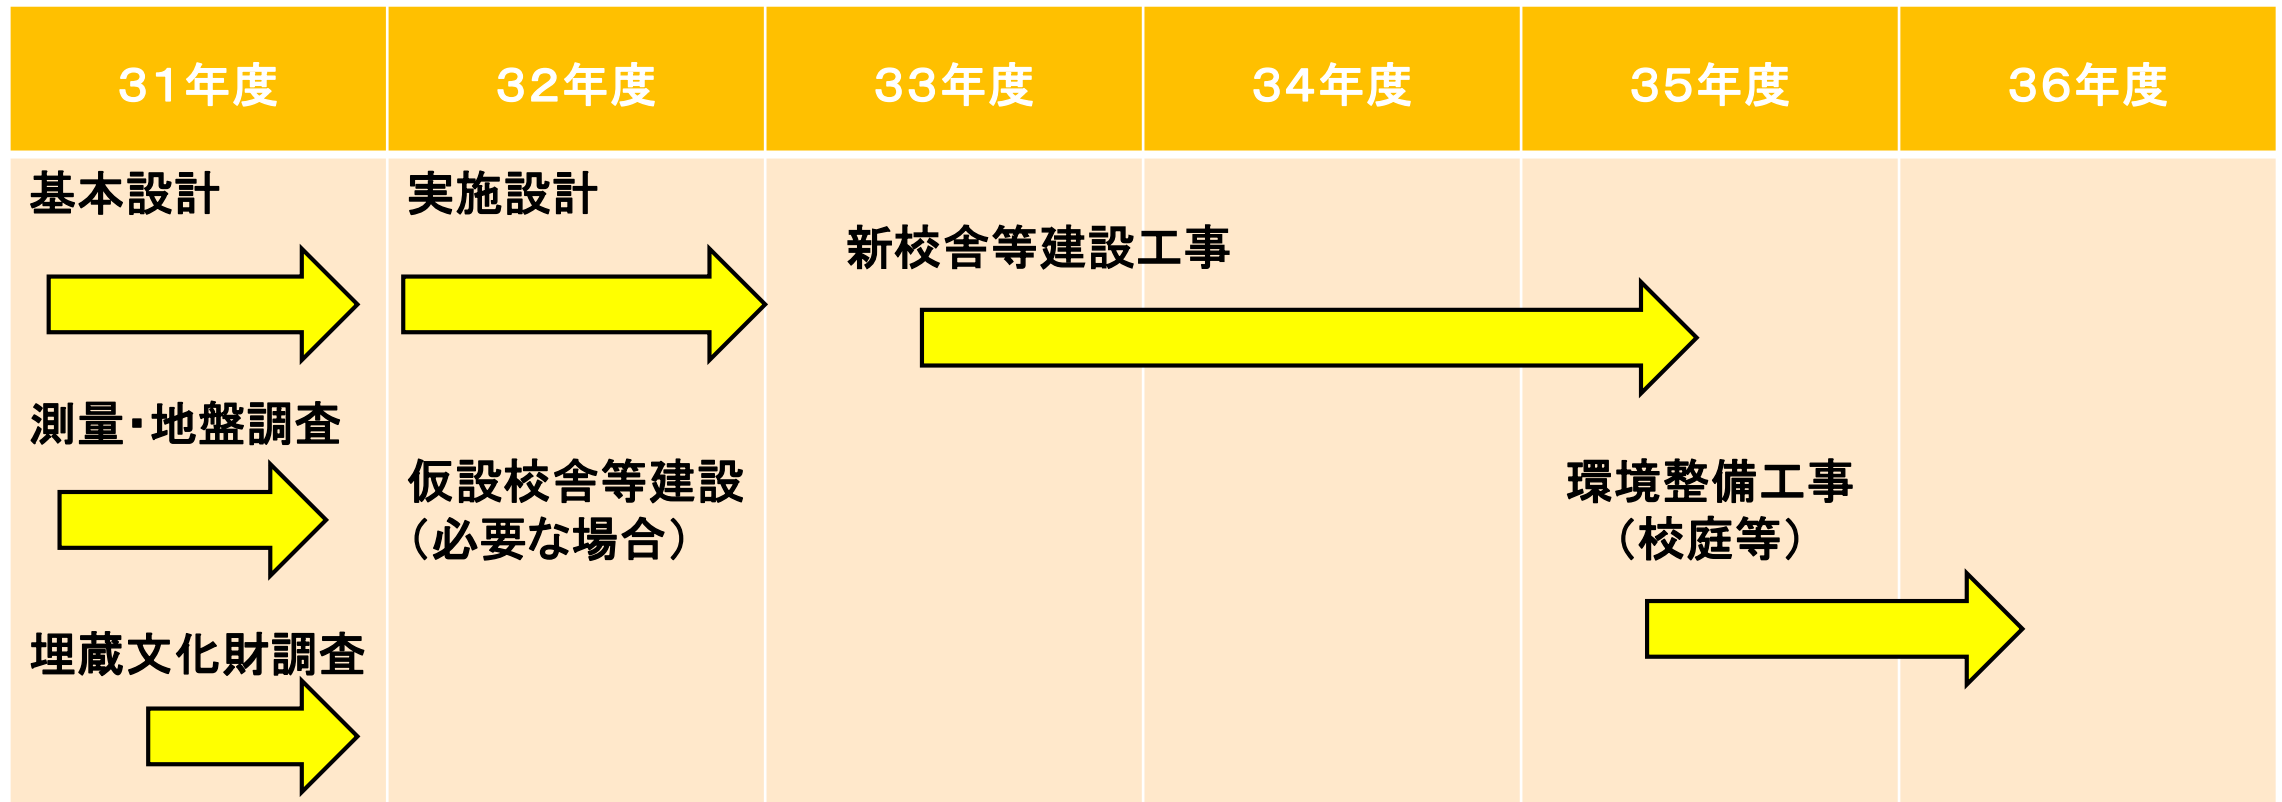 31年度
32年度
33年度
34年度
35年度
36年度
基本設計
測量・地盤調査
埋蔵文化財調査
実施設計
仮設校舎等建設
（必要な場合）
新校舎等建設工事
環境整備工事
（校庭等）